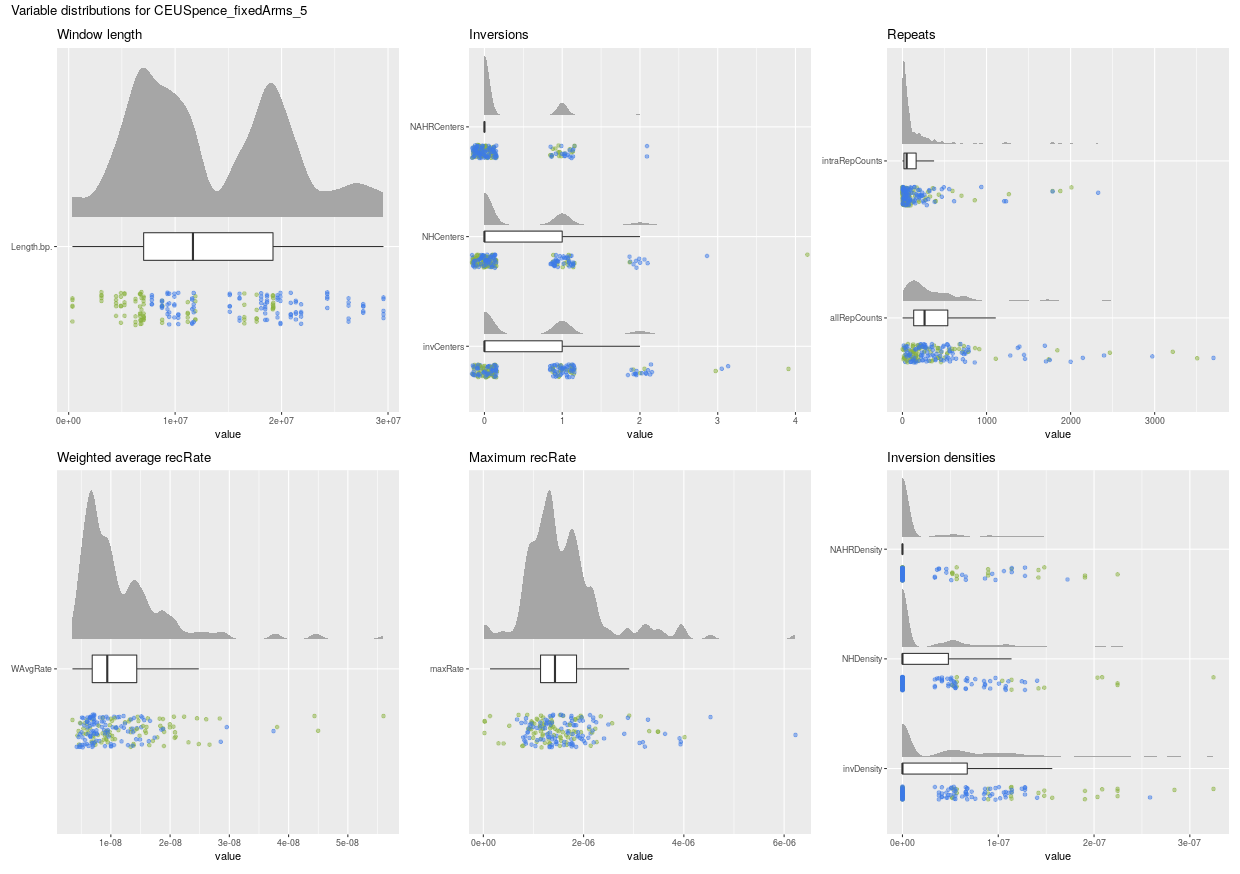 Variable distributions for CEUSpence_fixedArms_5
Window length
Length.bp.
0e+00 1e+07 2e+07 3e+07
value
Inversions
NAHRCenters
NHCenters
invCenters
0 1 2 3 4
value
Repeats
intraRepCounts
allRepCounts
0 1000 2000 3000
value
Weighted average recRate
WAvgRate
1e-08 2e-08 3e-08 4e-08 5e-08
value
Maximum recRate
maxRate
0e+00 2e-06 4e-06 6e-06
value
Inversion densities
NAHRDensity
NHDensity
invDensity
0e+00 1e-07 2e-07 3e-07
value